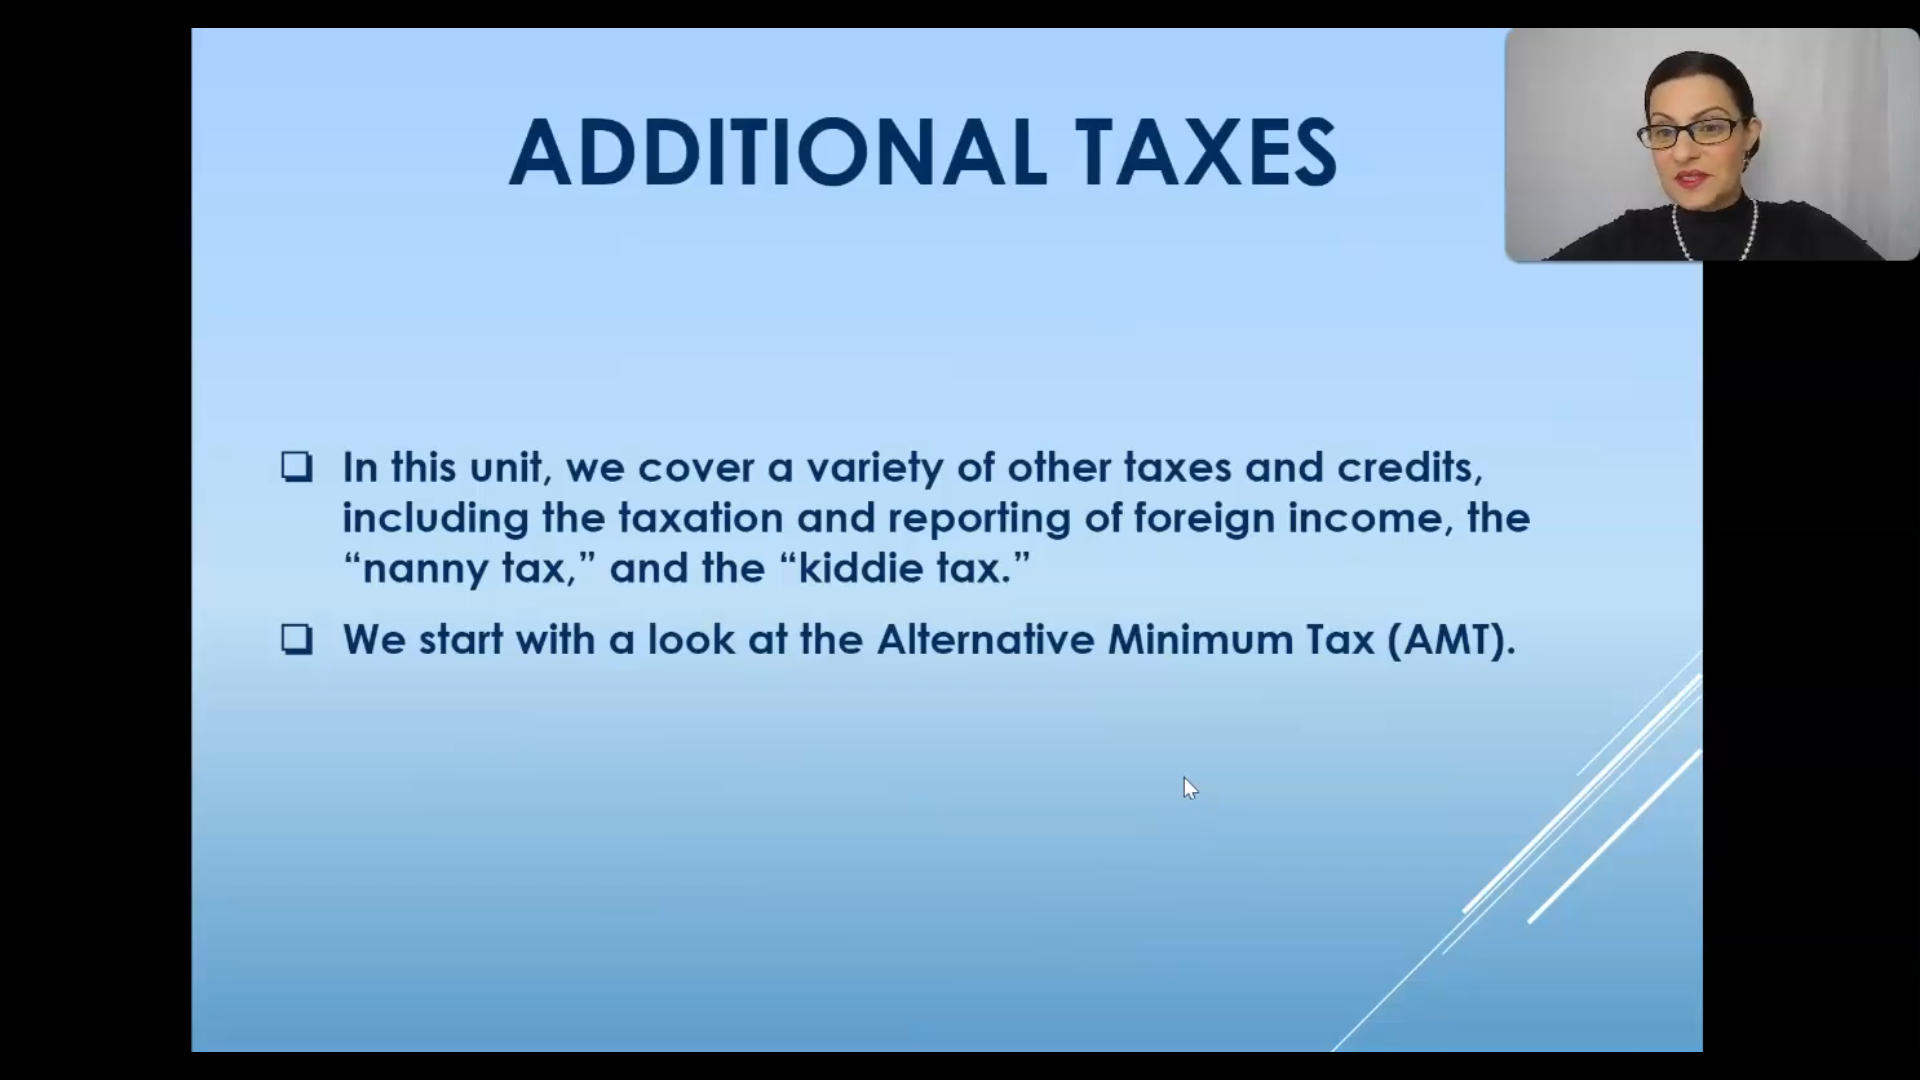 ADDITIONAL TAXES
❑ In this unit, we cover a variety of other taxes and credits,
including the taxation and reporting of foreign income, the
“nanny tax,” and the “kiddie tax.”
❑ We start with a look at the Alternative Minimum Tax (AMT).